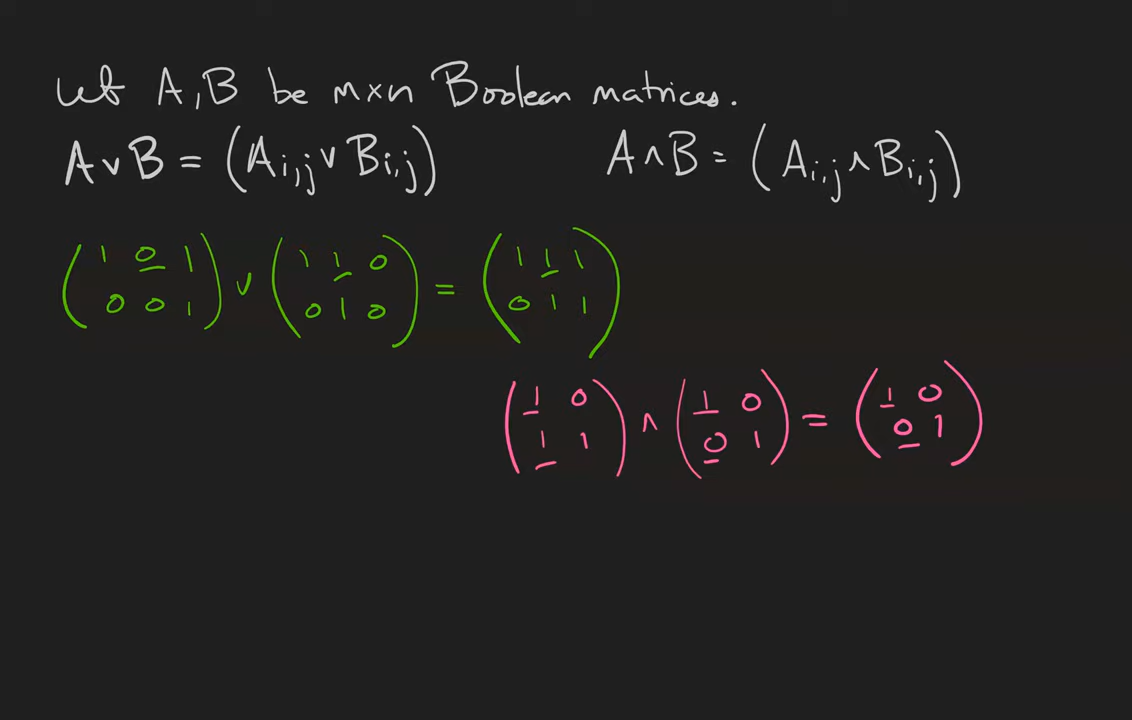 Let A,B be m×n Boolean matrices.
A∨B = (Ai,j ∨ Bi,j) A∧B = (Ai,j ∧ Bi,j)
(1 0 1 ∨ (1 1 0 = (1 1 1
0 0 1) 0 1 0) 0 1 1)
(1 0 ∧ (1 0 = (1 0
1 1) 0 1) 0 1)